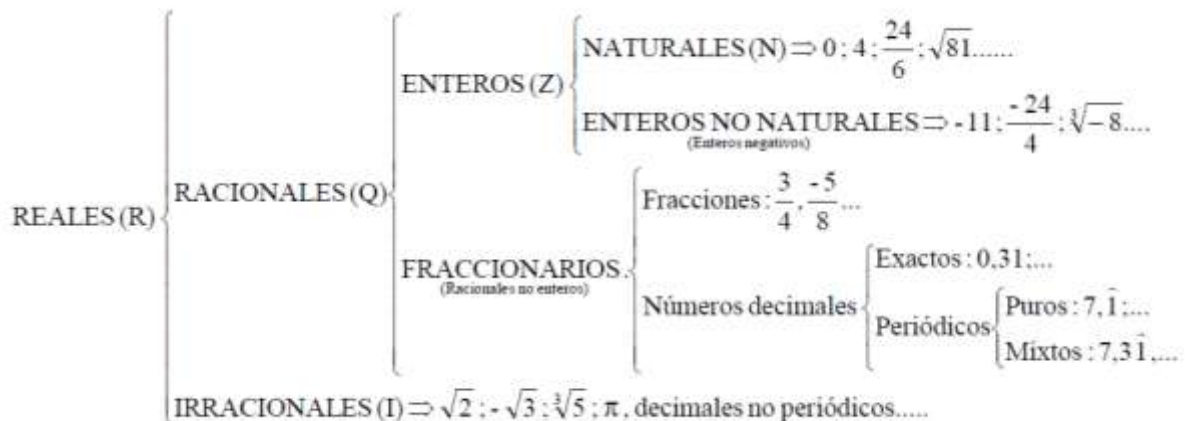 NATURALES (N) ⇒ 0 ; 4 ; 24/6 ; √81......
ENTEROS (Z)
ENTEROS NO NATURALES ⇒ -11 ; -24/4 ; ∛-8....
(Enteros negativos)
RACIONALES (Q)
REALES (R)
Fracciones : 3/4 , -5/8 ...
FRACCIONARIOS
(Racionales no enteros)
Números decimales
Exactos : 0,31;...
Periódicos
Puros : 7,1̂ ;...
Mixtos : 7,31̂ ,...
IRRACIONALES (I) ⇒ √2 ; -√3 ; ∛5 ; π , decimales no periódicos.....